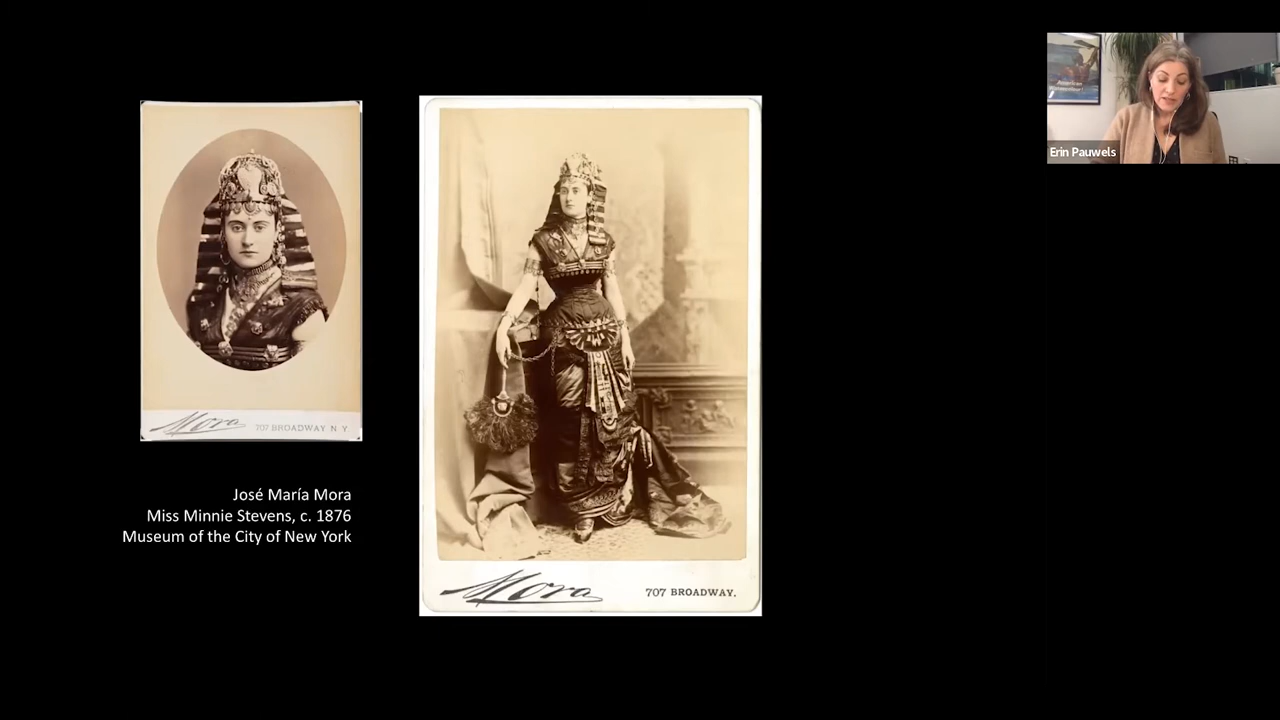 Mora 707 BROADWAY N Y.
José María Mora
Miss Minnie Stevens, c. 1876
Museum of the City of New York
Mora 707 BROADWAY.
American
Erin Pauwels